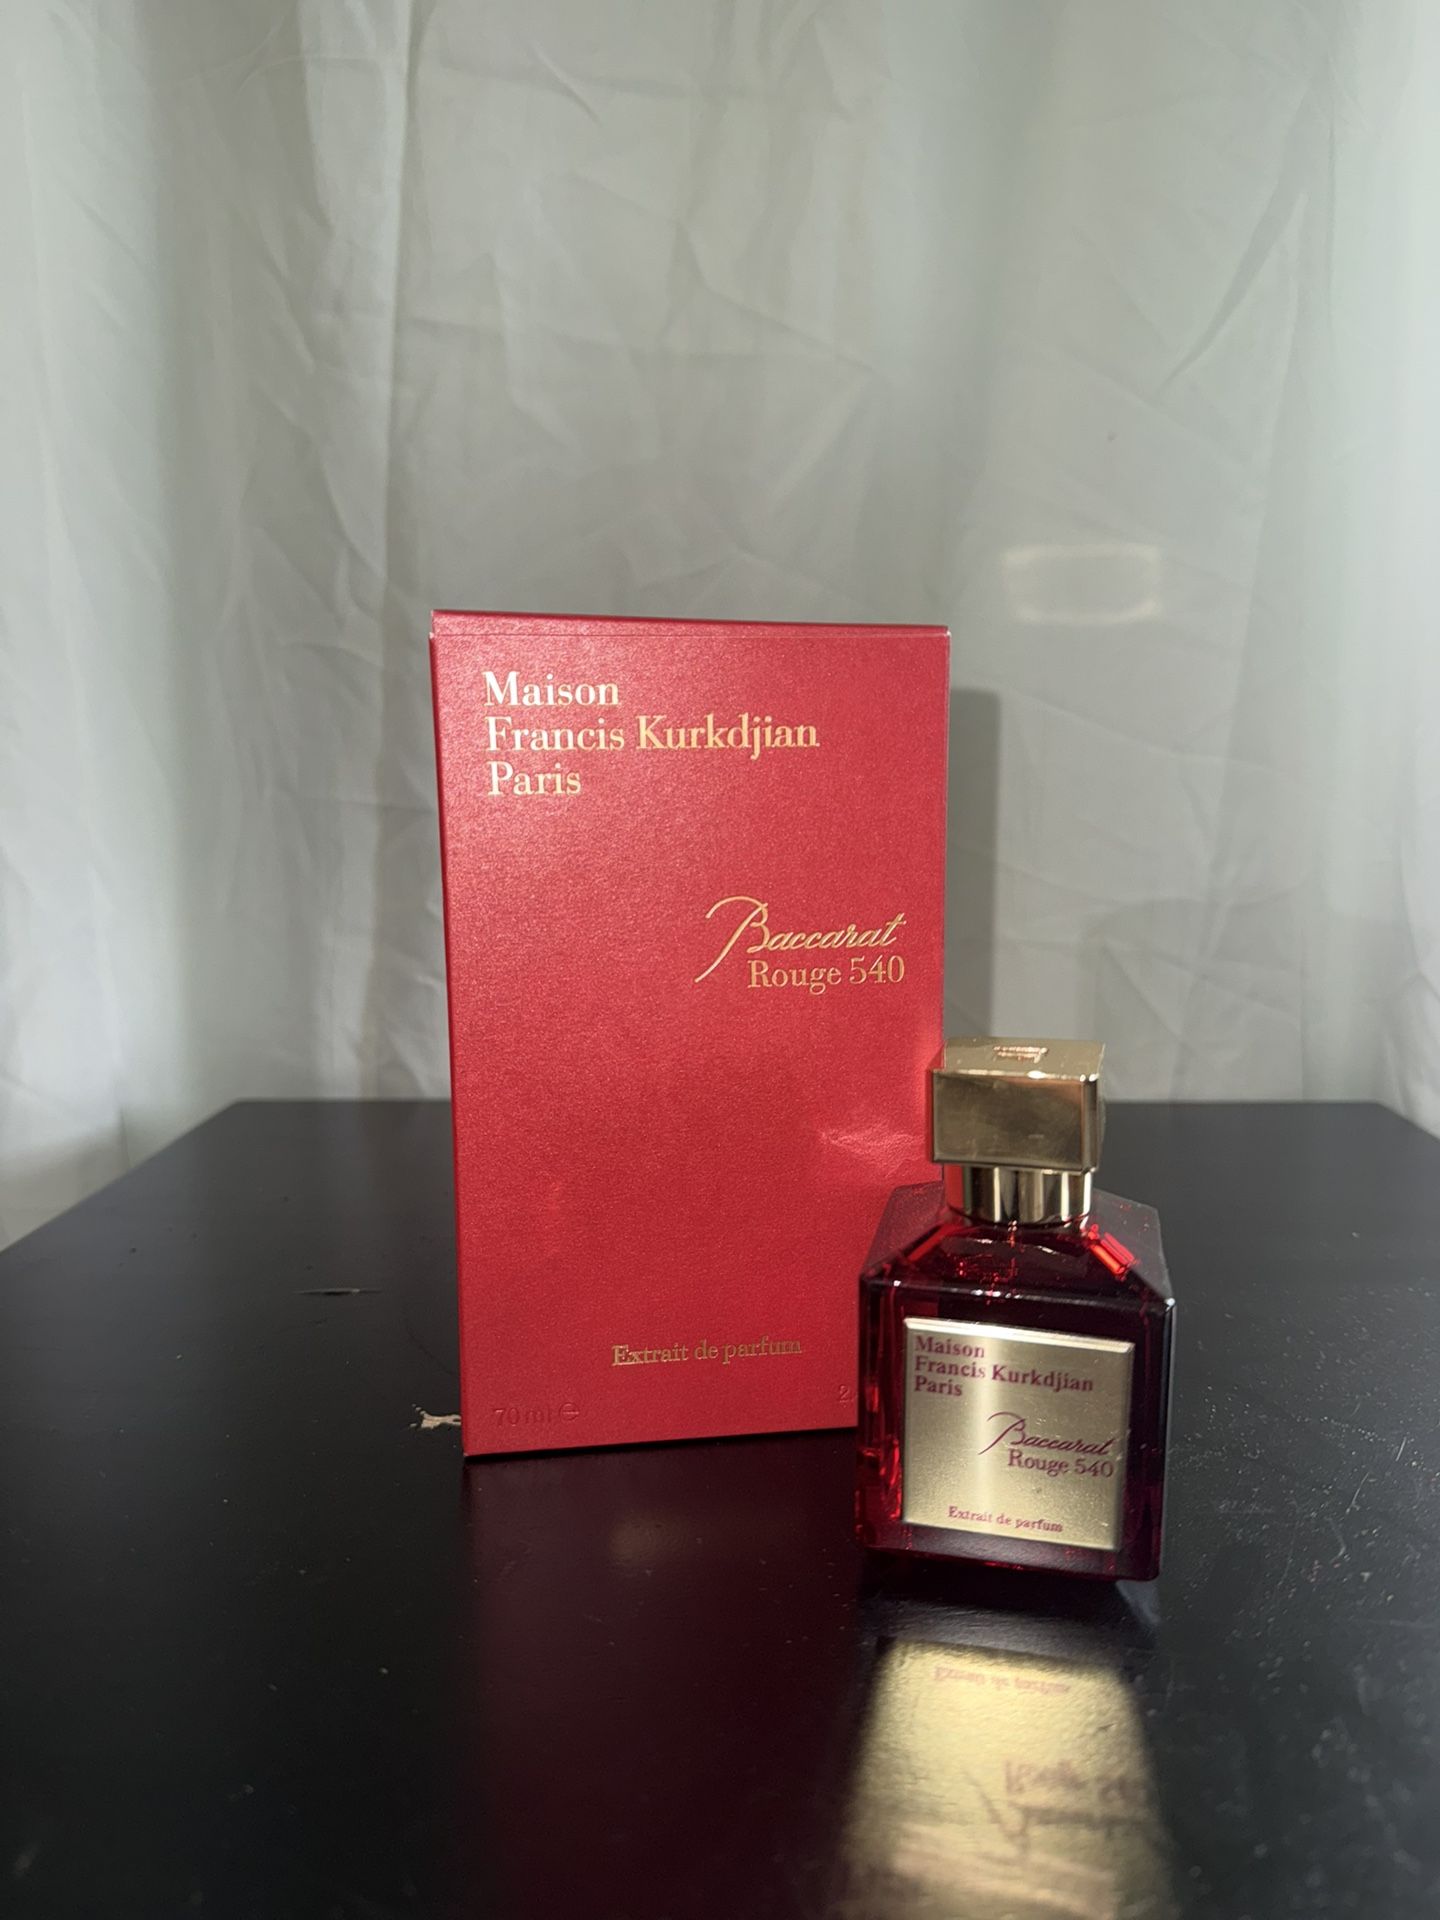 Maison
Francis Kurkdjian
Paris
Baccarat
Rouge 540
Extrait de parfum
70 ml ℮
Maison
Francis Kurkdjian
Paris
Baccarat
Rouge 540
Extrait de parfum